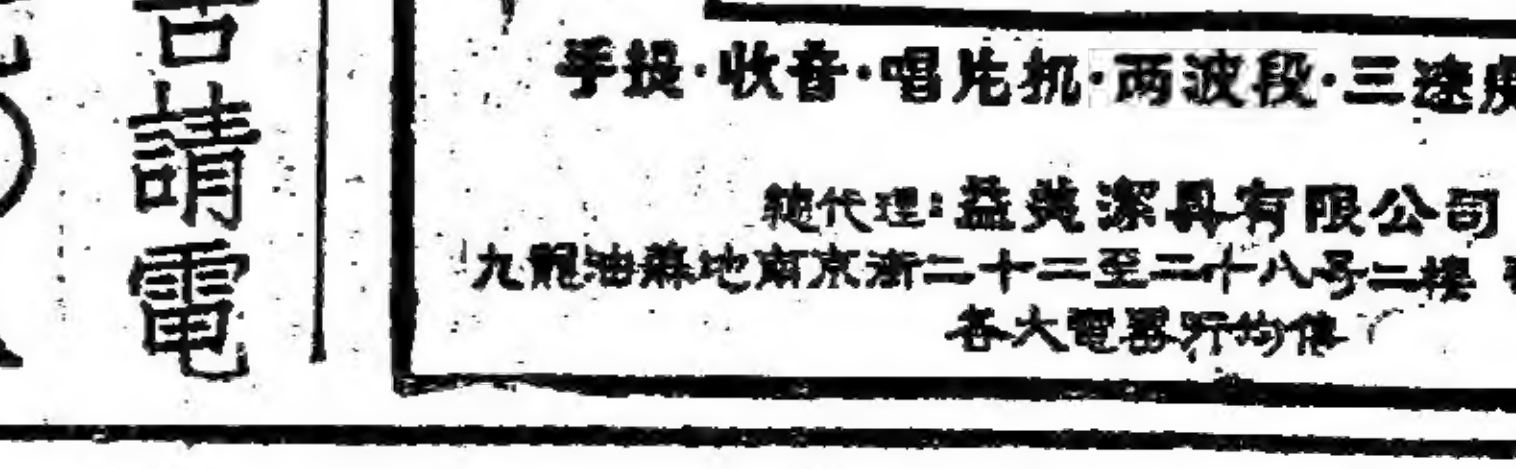 手提·收音·唱片机·两波段·三速
總代理:益美潔具有限公司
九龍油蔴地南京街二十二至二十八号二樓
各大電器行均售
請電